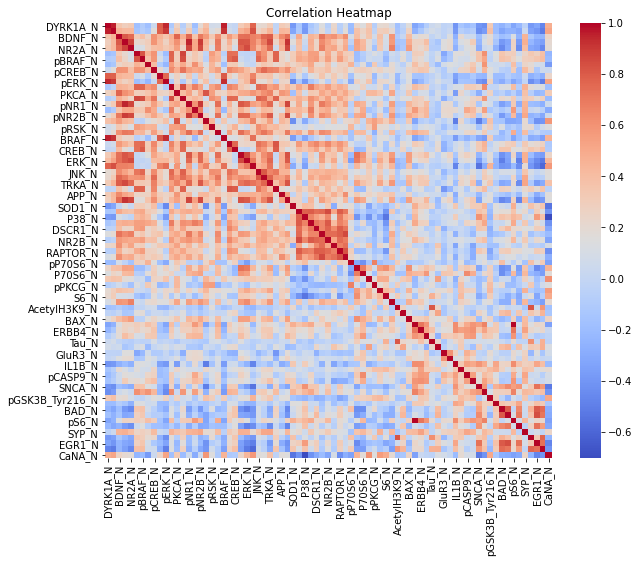 Correlation Heatmap
DYRK1A_N
BDNF_N
NR2A_N
pBRAF_N
pCREB_N
pERK_N
PKCA_N
pNR1_N
pNR2B_N
pRSK_N
BRAF_N
CREB_N
ERK_N
JNK_N
TRKA_N
APP_N
SOD1_N
P38_N
DSCR1_N
NR2B_N
RAPTOR_N
pP70S6_N
P70S6_N
pPKCG_N
S6_N
AcetylH3K9_N
BAX_N
ERBB4_N
Tau_N
GluR3_N
IL1B_N
pCASP9_N
SNCA_N
pGSK3B_Tyr216_N
BAD_N
pS6_N
SYP_N
EGR1_N
CaNA_N
DYRK1A_N
BDNF_N
NR2A_N
pBRAF_N
pCREB_N
pERK_N
PKCA_N
pNR1_N
pNR2B_N
pRSK_N
BRAF_N
CREB_N
ERK_N
JNK_N
TRKA_N
APP_N
SOD1_N
P38_N
DSCR1_N
NR2B_N
RAPTOR_N
pP70S6_N
P70S6_N
pPKCG_N
S6_N
AcetylH3K9_N
BAX_N
ERBB4_N
Tau_N
GluR3_N
IL1B_N
pCASP9_N
SNCA_N
pGSK3B_Tyr216_N
BAD_N
pS6_N
SYP_N
EGR1_N
CaNA_N
1.0
0.8
0.6
0.4
0.2
0.0
−0.2
−0.4
−0.6